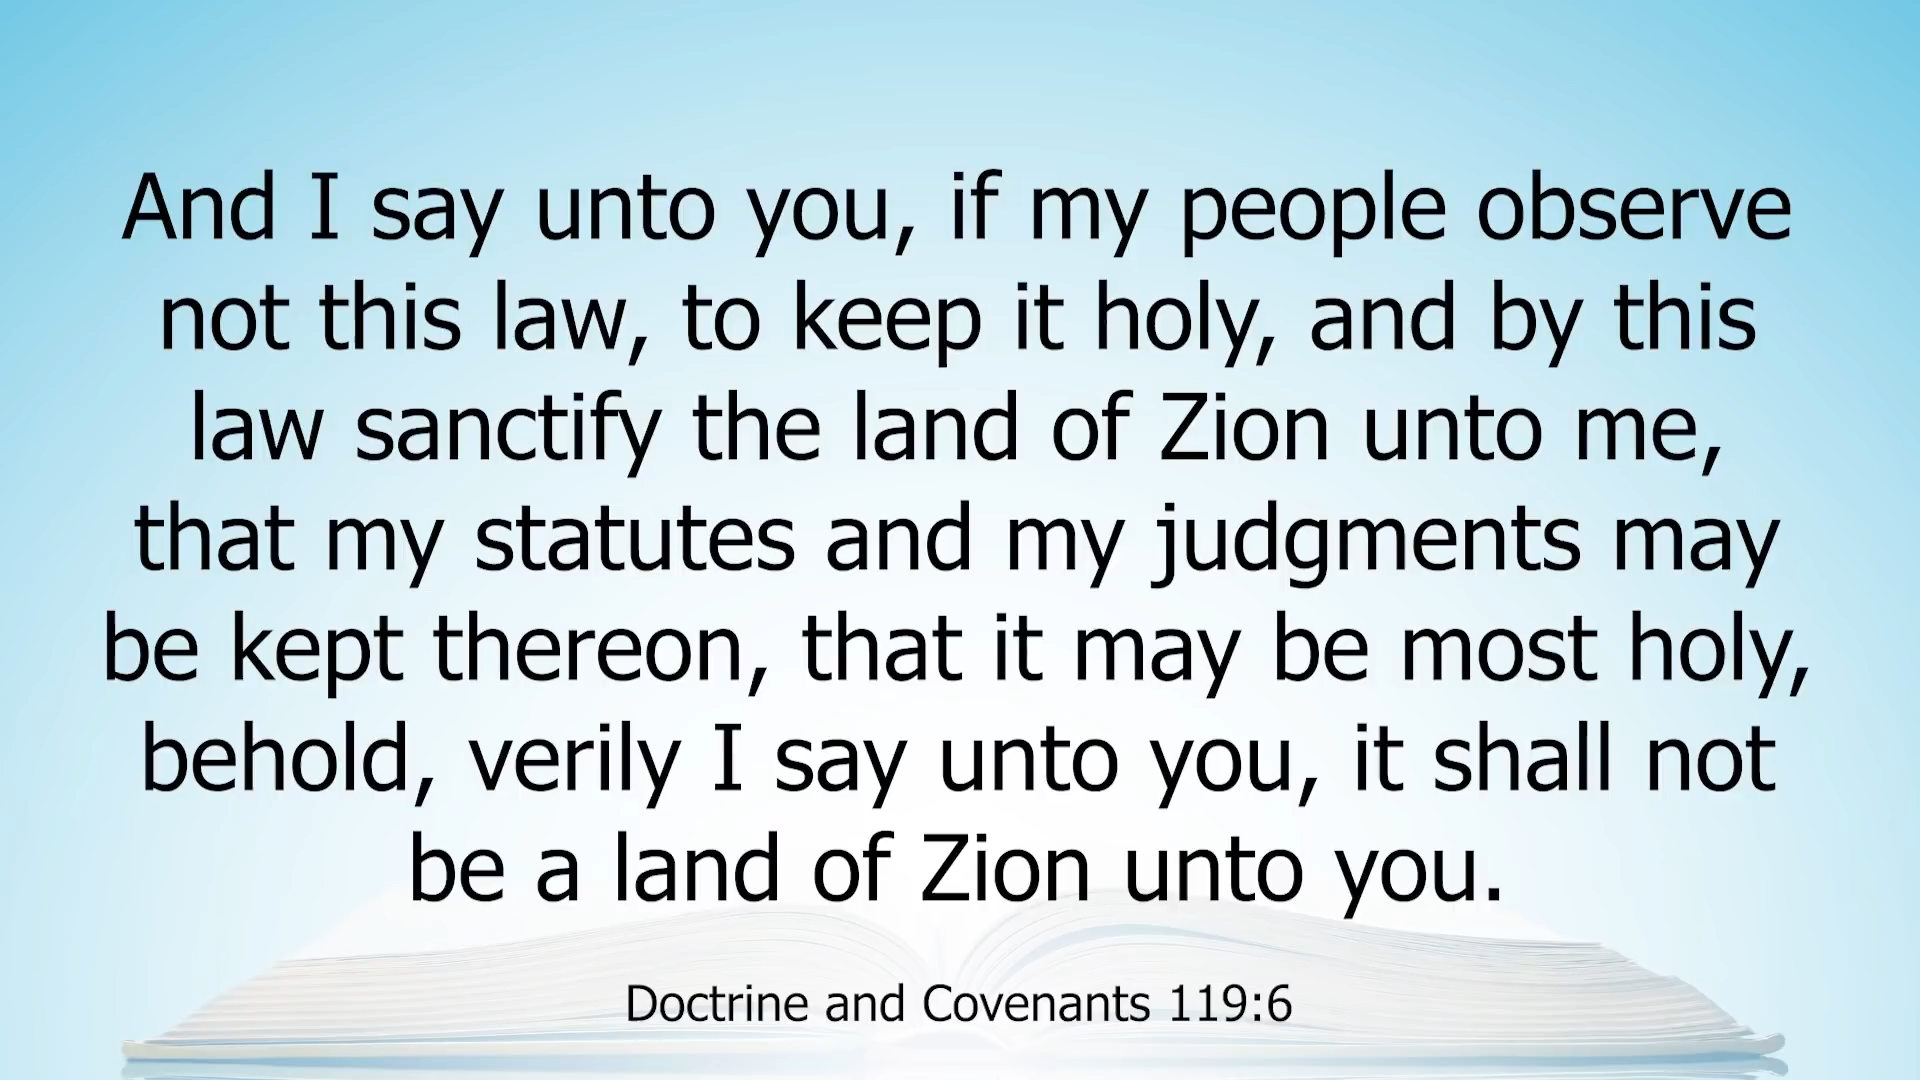 And I say unto you, if my people observe
not this law, to keep it holy, and by this
law sanctify the land of Zion unto me,
that my statutes and my judgments may
be kept thereon, that it may be most holy,
behold, verily I say unto you, it shall not
be a land of Zion unto you.
Doctrine and Covenants 119:6